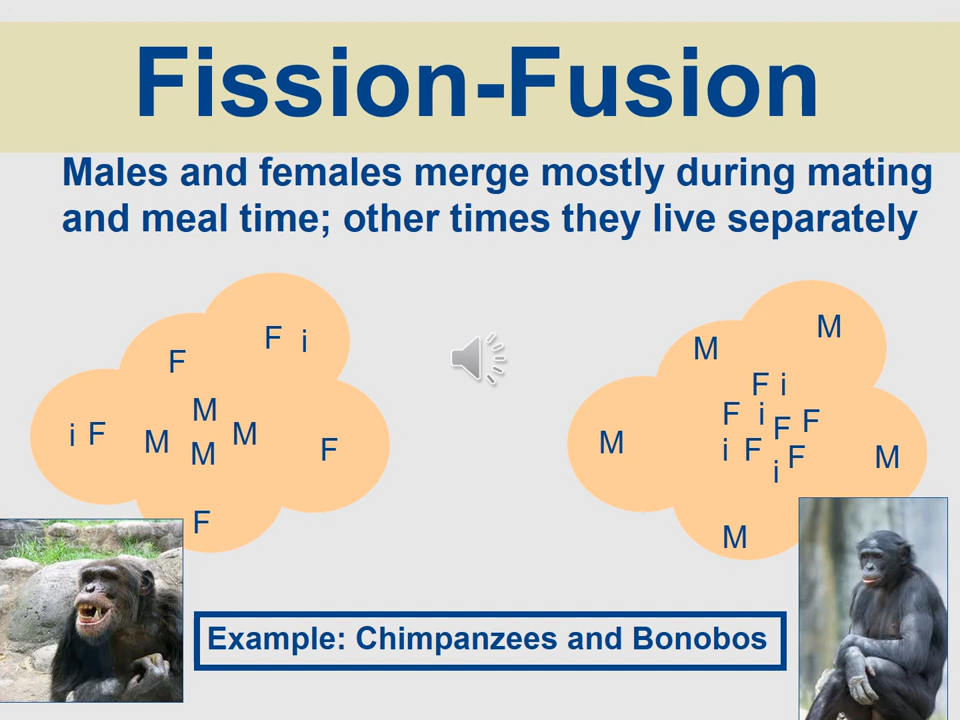 Fission-Fusion
Males and females merge mostly during mating
and meal time; other times they live separately
F i
F
M
i F
M
M
M
F
F
M
M
F i
F i
F F
M
i F
F
i
M
M
Example: Chimpanzees and Bonobos